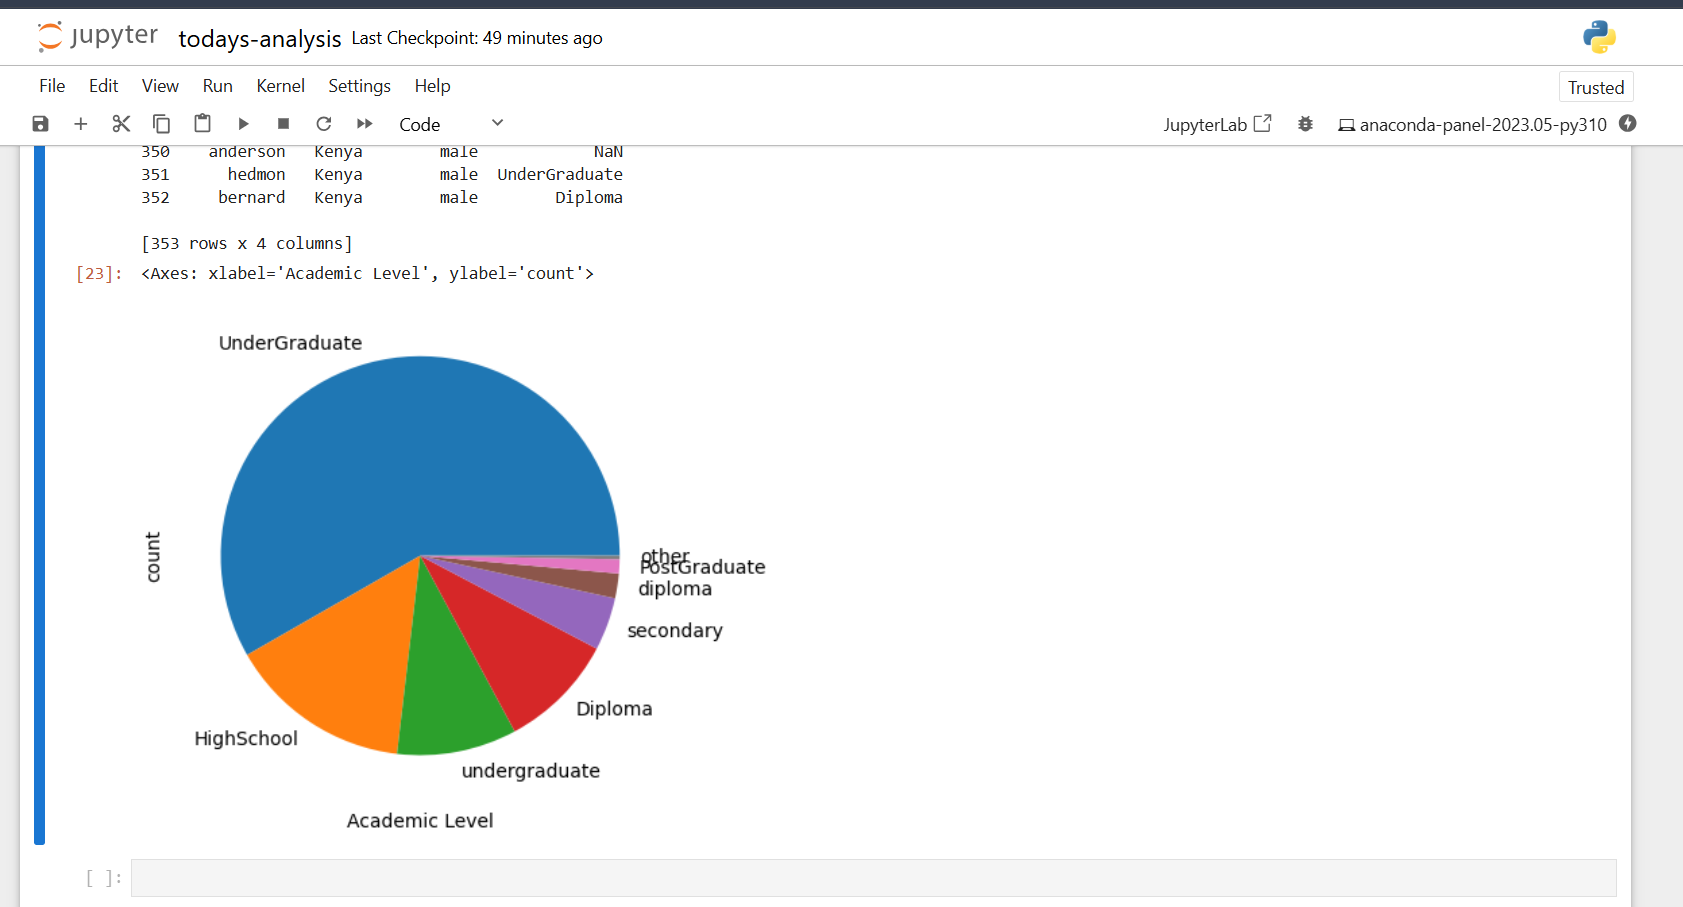 jupyter todays-analysis Last Checkpoint: 49 minutes ago
File Edit View Run Kernel Settings Help
Trusted
Code
JupyterLab anaconda-panel-2023.05-py310
350 anderson Kenya male NaN
351 hedmon Kenya male UnderGraduate
352 bernard Kenya male Diploma
[353 rows x 4 columns]
[23]: <Axes: xlabel='Academic Level', ylabel='count'>
UnderGraduate
count
other
PostGraduate
diploma
secondary
Diploma
HighSchool
undergraduate
Academic Level
[ ]: